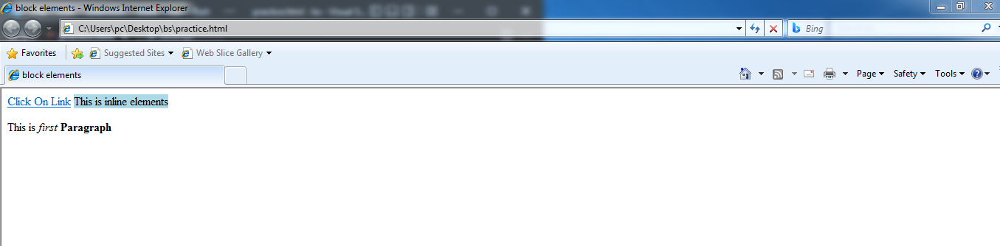 block elements - Windows Internet Explorer
C:\Users\pc\Desktop\bs\practice.html
Bing
Favorites
Suggested Sites
Web Slice Gallery
block elements
Page
Safety
Tools
Click On Link This is inline elements
This is first Paragraph